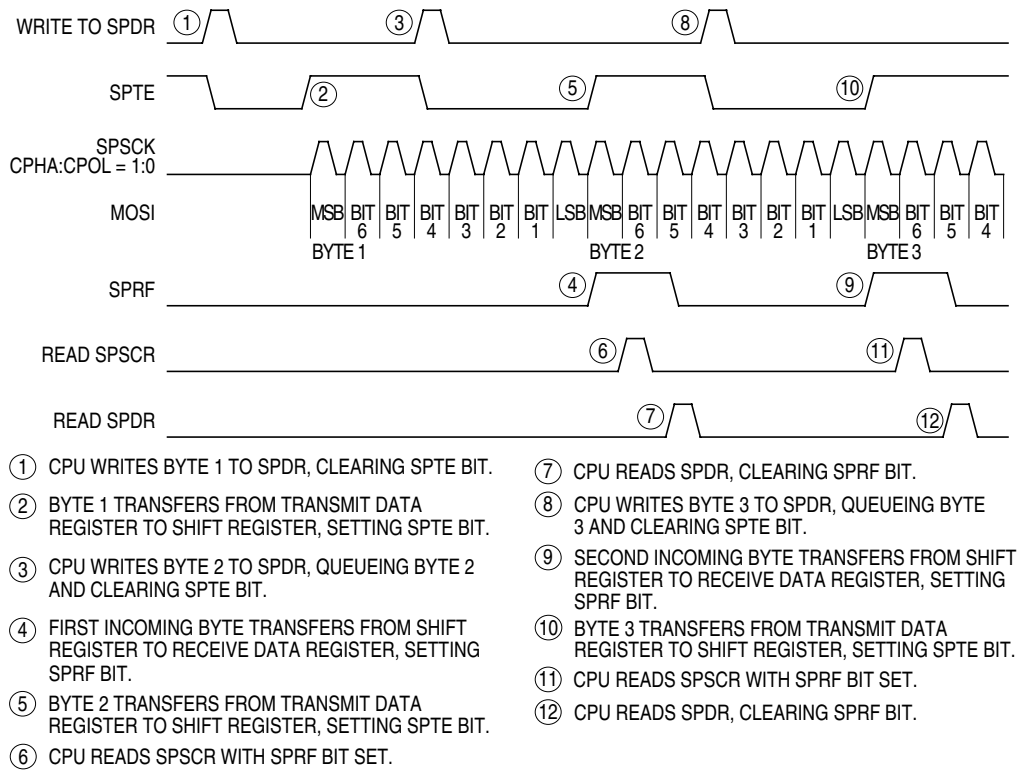 WRITE TO SPDR
1
3
8
SPTE
2
5
10
SPSCK
CPHA:CPOL = 1:0
MOSI
MSB BIT 6 BIT 5 BIT 4 BIT 3 BIT 2 BIT 1 LSB MSB BIT 6 BIT 5 BIT 4 BIT 3 BIT 2 BIT 1 LSB MSB BIT 6 BIT 5 BIT 4
BYTE 1
BYTE 2
BYTE 3
SPRF
4
9
READ SPSCR
6
11
READ SPDR
7
12
1 CPU WRITES BYTE 1 TO SPDR, CLEARING SPTE BIT.
2 BYTE 1 TRANSFERS FROM TRANSMIT DATA
REGISTER TO SHIFT REGISTER, SETTING SPTE BIT.
3 CPU WRITES BYTE 2 TO SPDR, QUEUEING BYTE 2
AND CLEARING SPTE BIT.
4 FIRST INCOMING BYTE TRANSFERS FROM SHIFT
REGISTER TO RECEIVE DATA REGISTER, SETTING
SPRF BIT.
5 BYTE 2 TRANSFERS FROM TRANSMIT DATA
REGISTER TO SHIFT REGISTER, SETTING SPTE BIT.
6 CPU READS SPSCR WITH SPRF BIT SET.
7 CPU READS SPDR, CLEARING SPRF BIT.
8 CPU WRITES BYTE 3 TO SPDR, QUEUEING BYTE
3 AND CLEARING SPTE BIT.
9 SECOND INCOMING BYTE TRANSFERS FROM SHIFT
REGISTER TO RECEIVE DATA REGISTER, SETTING
SPRF BIT.
10 BYTE 3 TRANSFERS FROM TRANSMIT DATA
REGISTER TO SHIFT REGISTER, SETTING SPTE BIT.
11 CPU READS SPSCR WITH SPRF BIT SET.
12 CPU READS SPDR, CLEARING SPRF BIT.